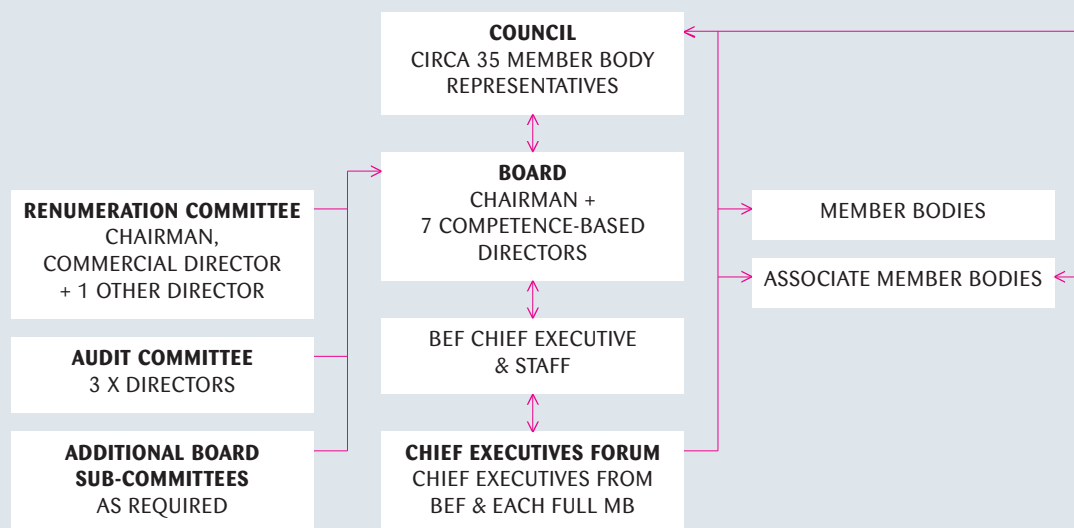 COUNCIL
CIRCA 35 MEMBER BODY
REPRESENTATIVES
BOARD
CHAIRMAN +
7 COMPETENCE-BASED
DIRECTORS
RENUMERATION COMMITTEE
CHAIRMAN,
COMMERCIAL DIRECTOR
+ 1 OTHER DIRECTOR
MEMBER BODIES
ASSOCIATE MEMBER BODIES
BEF CHIEF EXECUTIVE
& STAFF
AUDIT COMMITTEE
3 X DIRECTORS
ADDITIONAL BOARD
SUB-COMMITTEES
AS REQUIRED
CHIEF EXECUTIVES FORUM
CHIEF EXECUTIVES FROM
BEF & EACH FULL MB